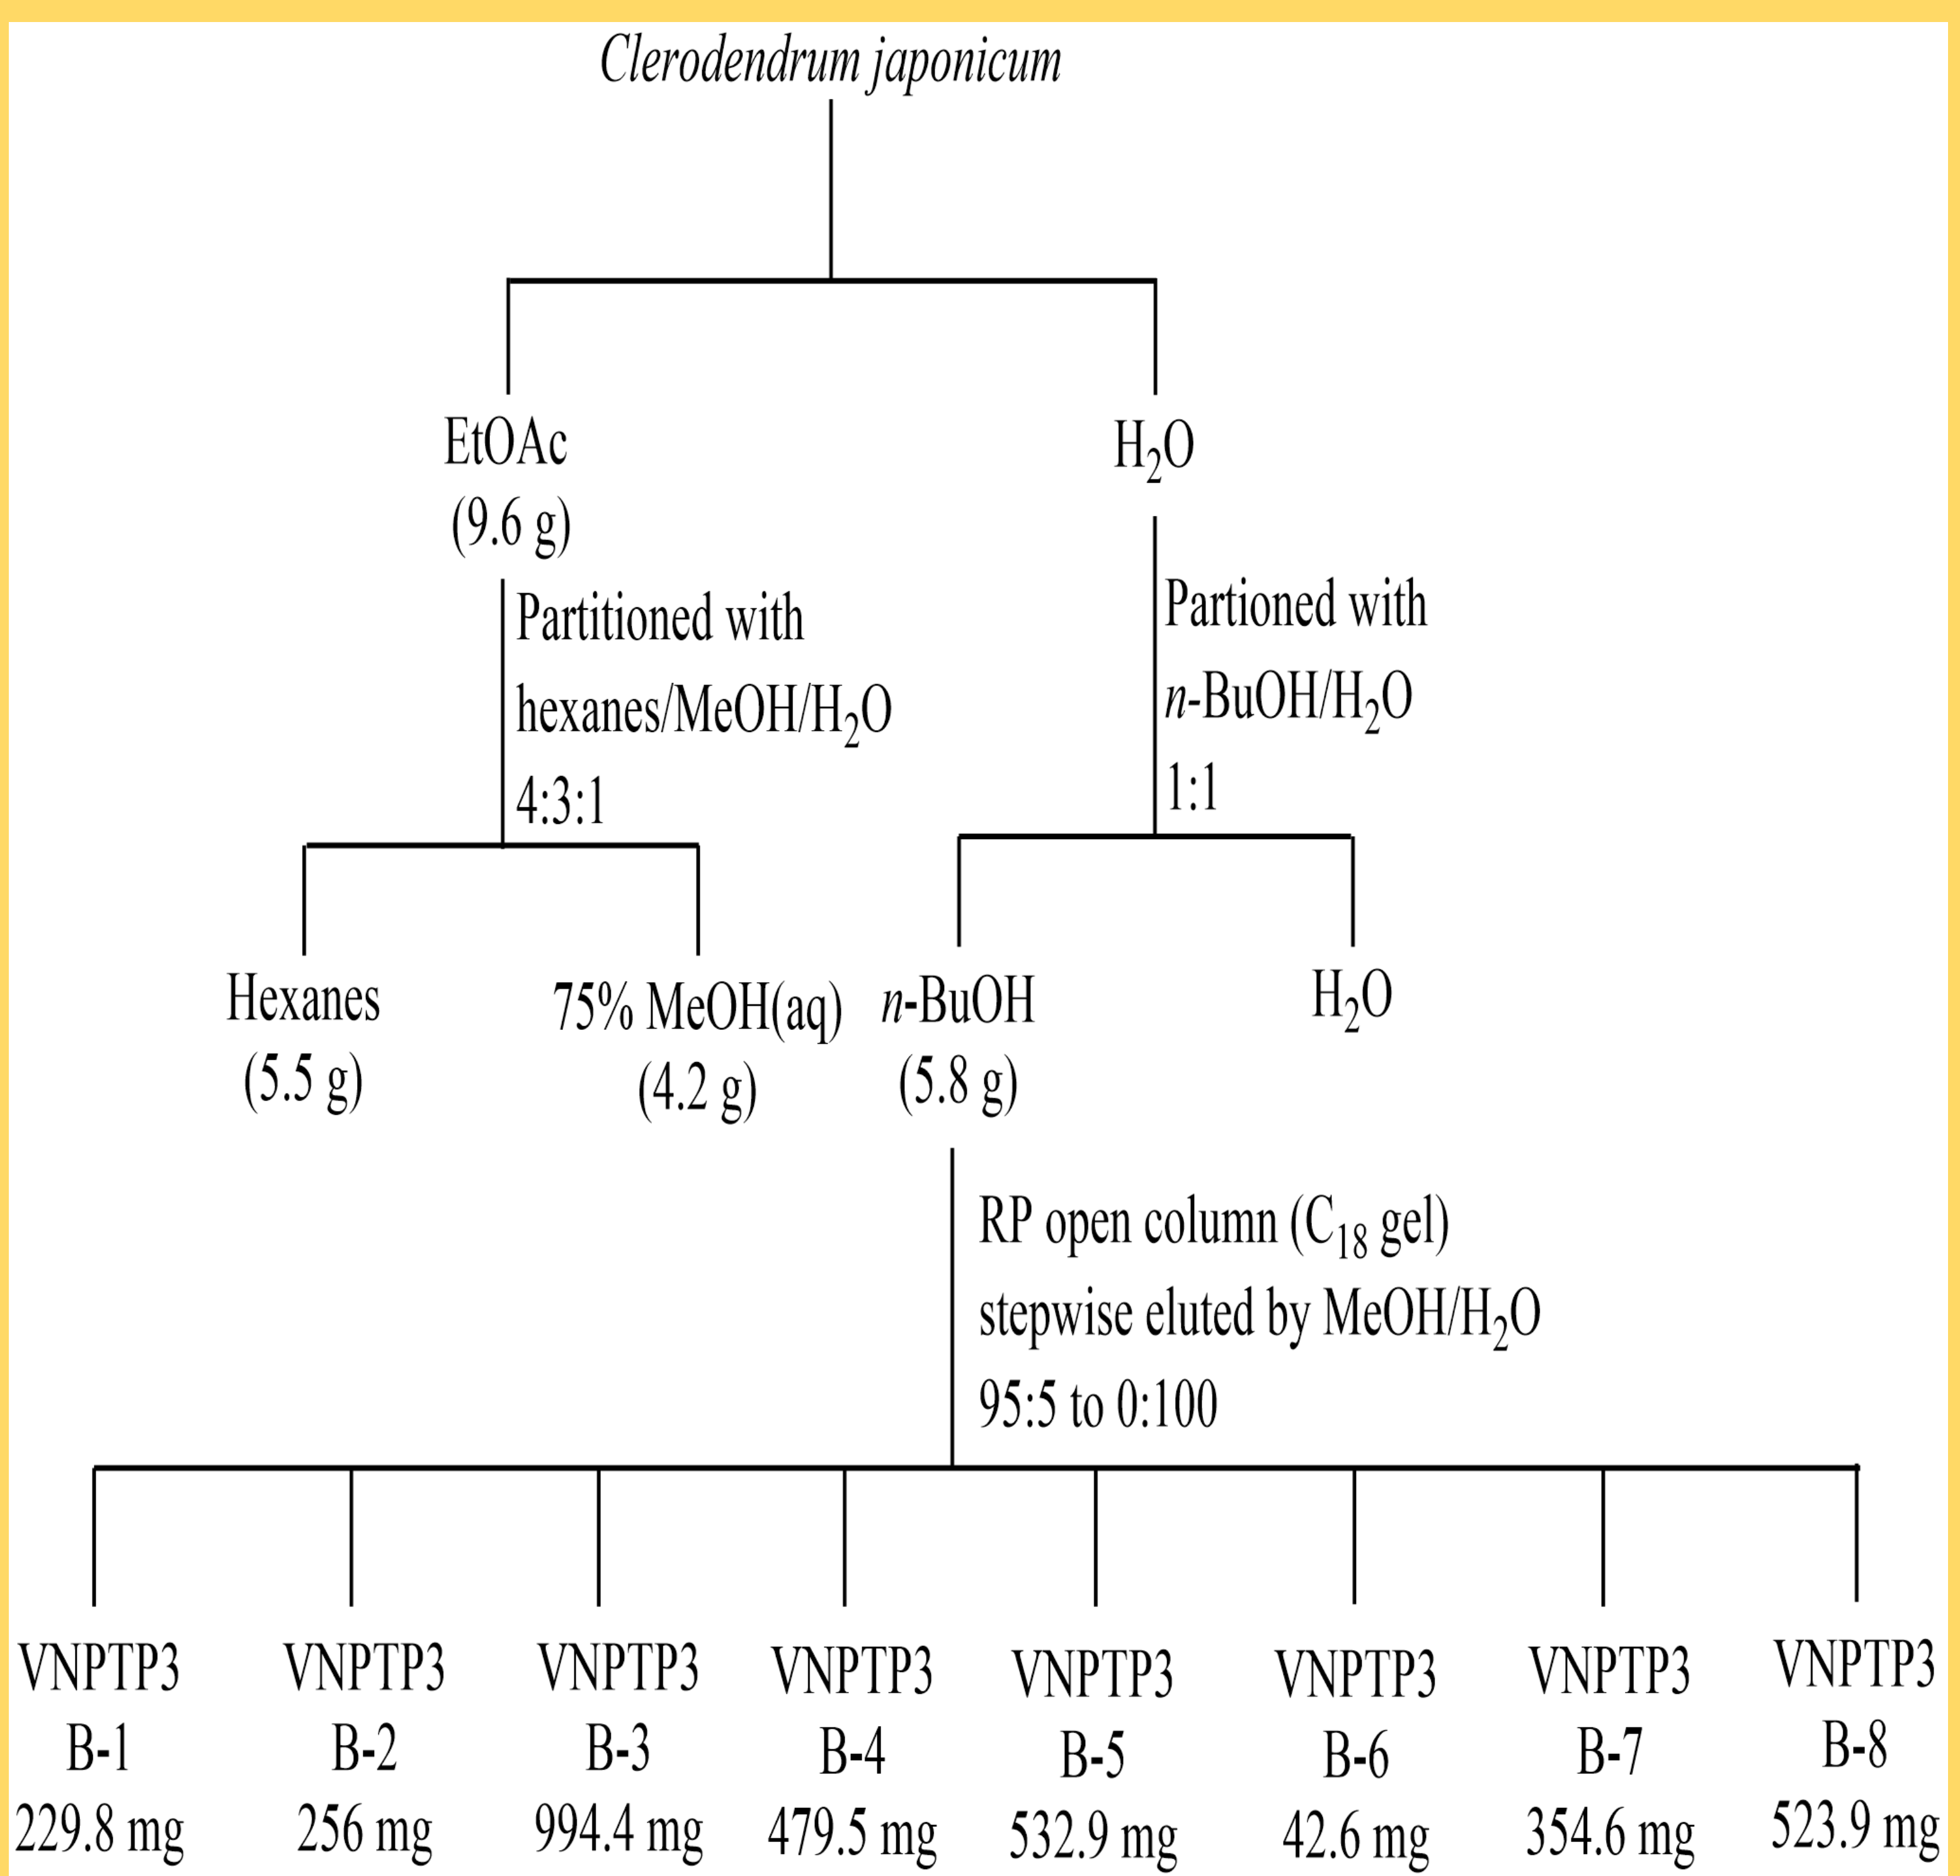 Clerodendrum japonicum
EtOAc
(9.6 g)
H₂O
Partitioned with
hexanes/MeOH/H₂O
4:3:1
Partioned with
n-BuOH/H₂O
1:1
Hexanes
(5.5 g)
75% MeOH(aq)
(4.2 g)
n-BuOH
(5.8 g)
H₂O
RP open column (C₁₈ gel)
stepwise eluted by MeOH/H₂O
95:5 to 0:100
VNPTP3
B-1
229.8 mg
VNPTP3
B-2
256 mg
VNPTP3
B-3
994.4 mg
VNPTP3
B-4
479.5 mg
VNPTP3
B-5
532.9 mg
VNPTP3
B-6
42.6 mg
VNPTP3
B-7
354.6 mg
VNPTP3
B-8
523.9 mg